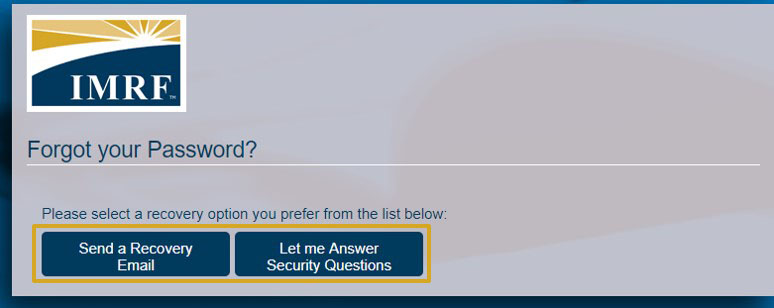 IMRF™
Forgot your Password?
Please select a recovery option you prefer from the list below:
Send a Recovery
Email
Let me Answer
Security Questions